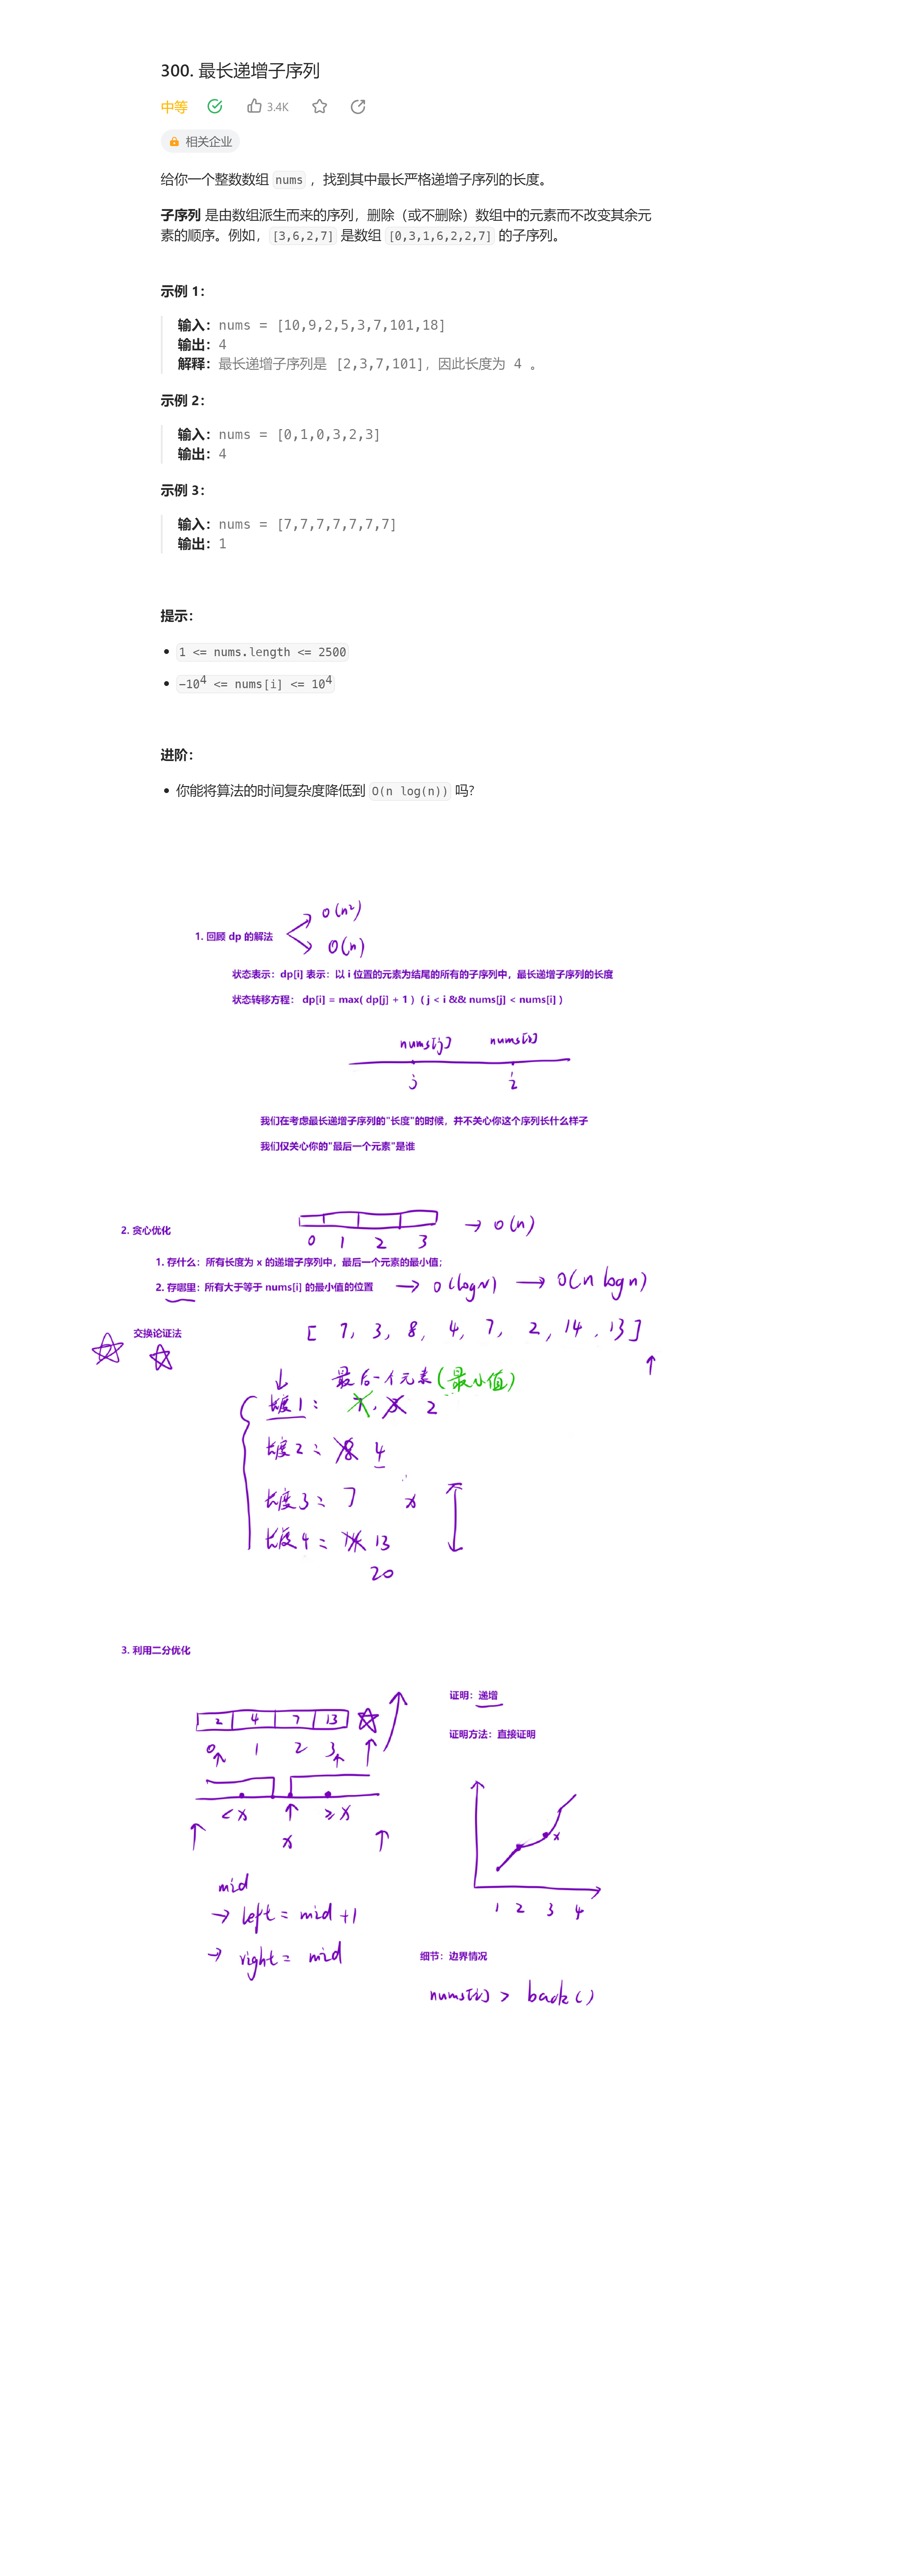 300. 最长递增子序列
中等 3.4K
相关企业
给你一个整数数组 nums ，找到其中最长严格递增子序列的长度。
子序列 是由数组派生而来的序列，删除（或不删除）数组中的元素而不改变其余元
素的顺序。例如，[3,6,2,7] 是数组 [0,3,1,6,2,2,7] 的子序列。
示例 1：
输入：nums = [10,9,2,5,3,7,101,18]
输出：4
解释：最长递增子序列是 [2,3,7,101]，因此长度为 4 。
示例 2：
输入：nums = [0,1,0,3,2,3]
输出：4
示例 3：
输入：nums = [7,7,7,7,7,7,7]
输出：1
提示：
1 <= nums.length <= 2500
-10⁴ <= nums[i] <= 10⁴
进阶：
你能将算法的时间复杂度降低到 O(n log(n)) 吗?
O(n²)
1. 回顾 dp 的解法
O(n)
状态表示：dp[i] 表示：以 i 位置的元素为结尾的所有的子序列中，最长递增子序列的长度
状态转移方程： dp[i] = max( dp[j] + 1 ) ( j < i && nums[j] < nums[i] )
nums[j] nums[i]
j i
我们在考虑最长递增子序列的"长度"的时候，并不关心你这个序列长什么样子
我们仅关心你的"最后一个元素"是谁
2. 贪心优化 → O(n)
0 1 2 3
1. 存什么：所有长度为 x 的递增子序列中，最后一个元素的最小值；
2. 存哪里：所有大于等于 nums[i] 的最小值的位置 → O(logN) → O(n logn)
交换论证法
[ 7, 3, 8, 4, 7, 2, 14, 13 ]
最后一个元素(最小值)
长度1： 7, 3 2
长度2： 8 4
长度3： 7 x
长度4： 14 13
20
3. 利用二分优化
证明：递增
2 4 7 13
证明方法：直接证明
0 1 2 3
< x ≥ x
x
x
mid
1 2 3 4
→ left = mid +1
→ right = mid
细节：边界情况
nums[i] > back()